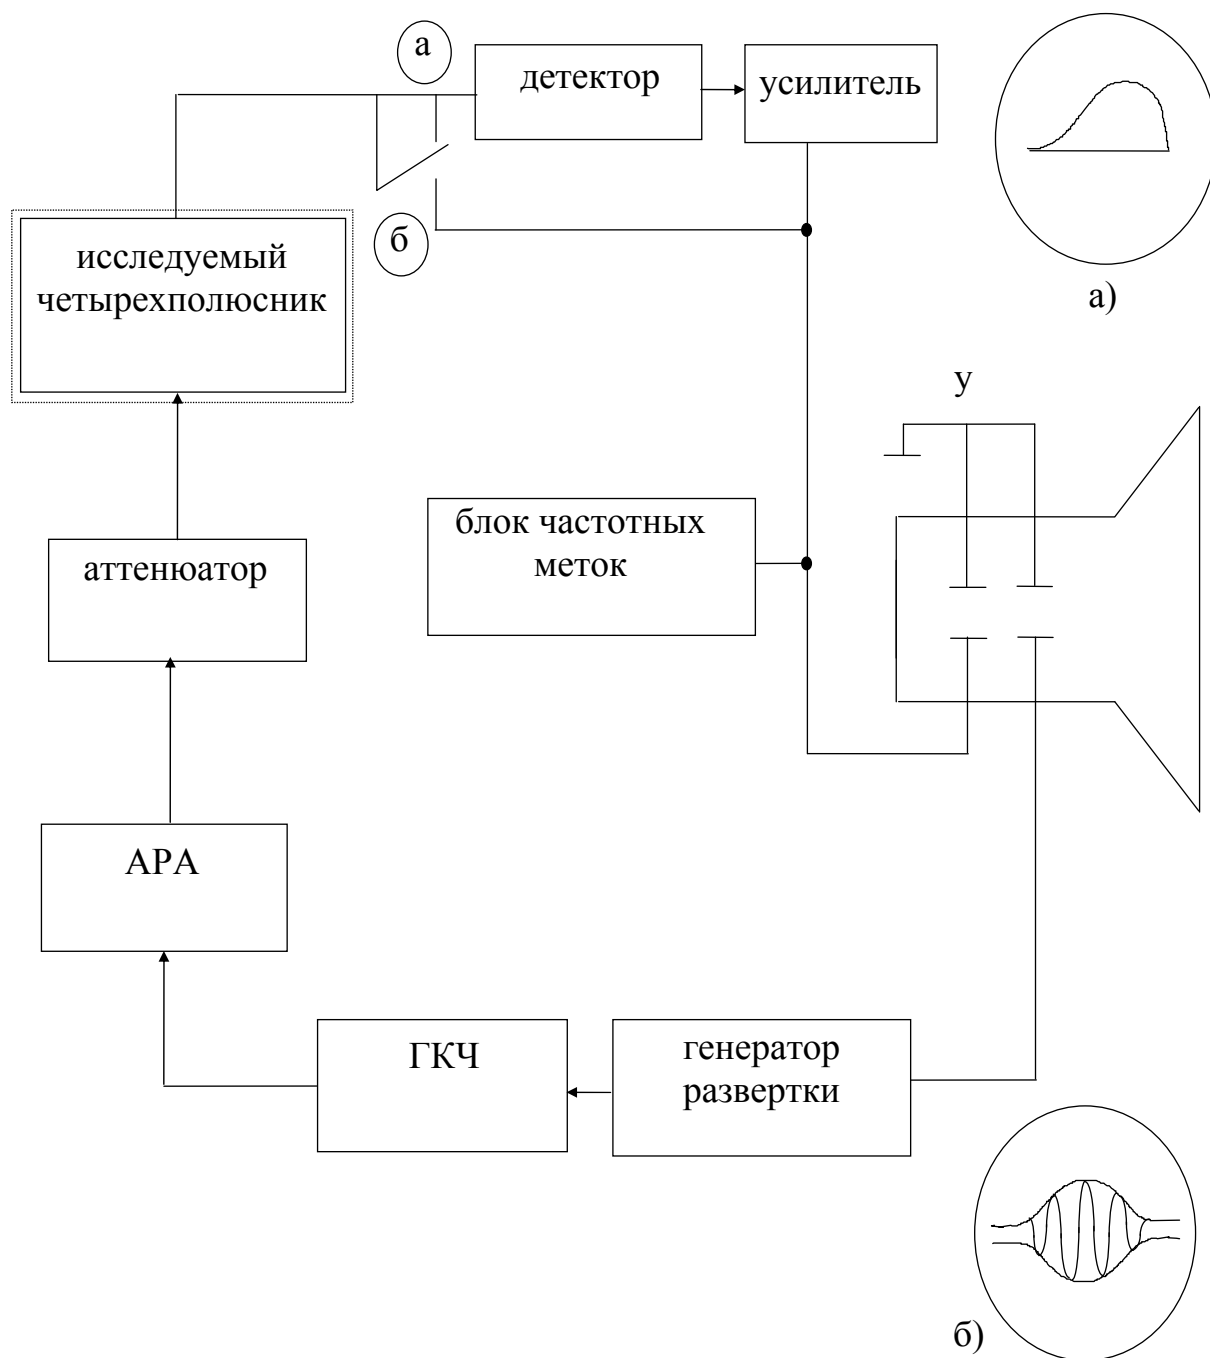 а
детектор
усилитель
б
исследуемый
четырехполюсник
а)
у
блок частотных
меток
аттенюатор
АРА
ГКЧ
генератор
развертки
б)